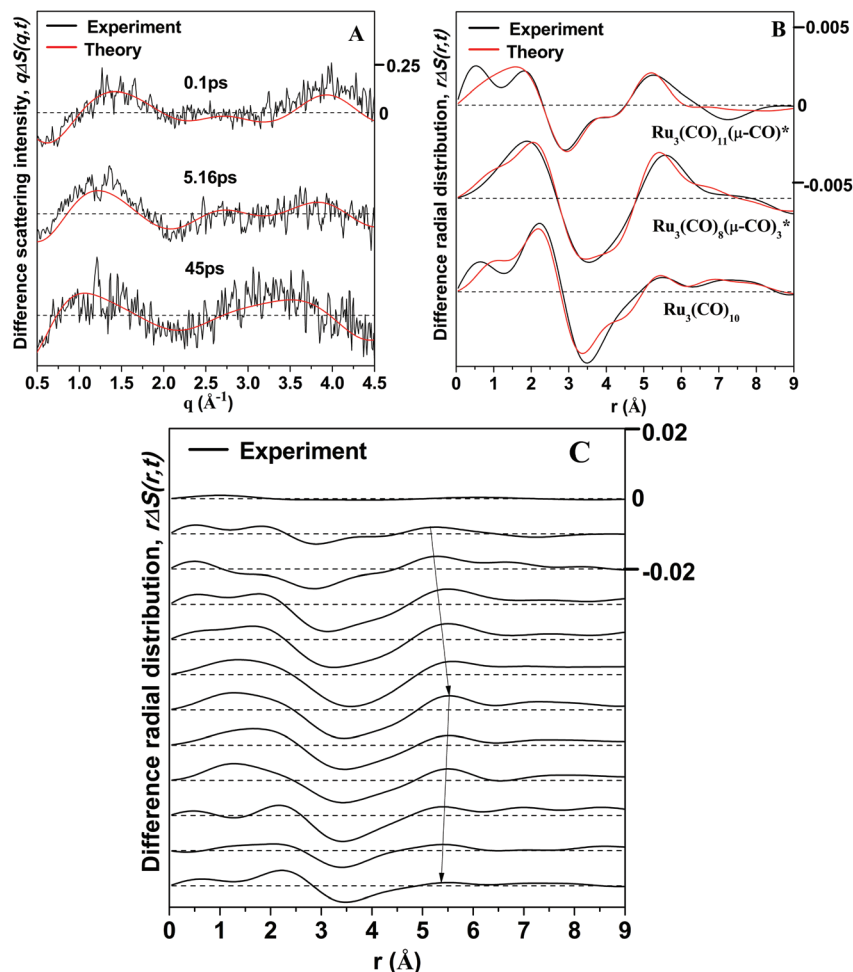 Experiment
Theory
A
0.1ps
5.16ps
45ps
0.25
0
Difference scattering intensity, qΔS(q,t)
0.5 1.0 1.5 2.0 2.5 3.0 3.5 4.0 4.5
q (Å-1)
Experiment
Theory
B
0.005
0
-0.005
Ru3(CO)11(μ-CO)*
Ru3(CO)8(μ-CO)3*
Ru3(CO)10
Difference radial distribution, rΔS(r,t)
0 1 2 3 4 5 6 7 8 9
r (Å)
Experiment
C
0.02
0
-0.02
Difference radial distribution, rΔS(r,t)
0 1 2 3 4 5 6 7 8 9
r (Å)